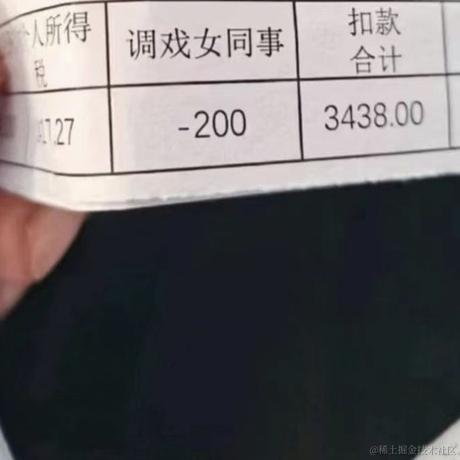 个人所得
税
调戏女同事
扣款
合计
-200
3438.00
@稀土掘金技术社区